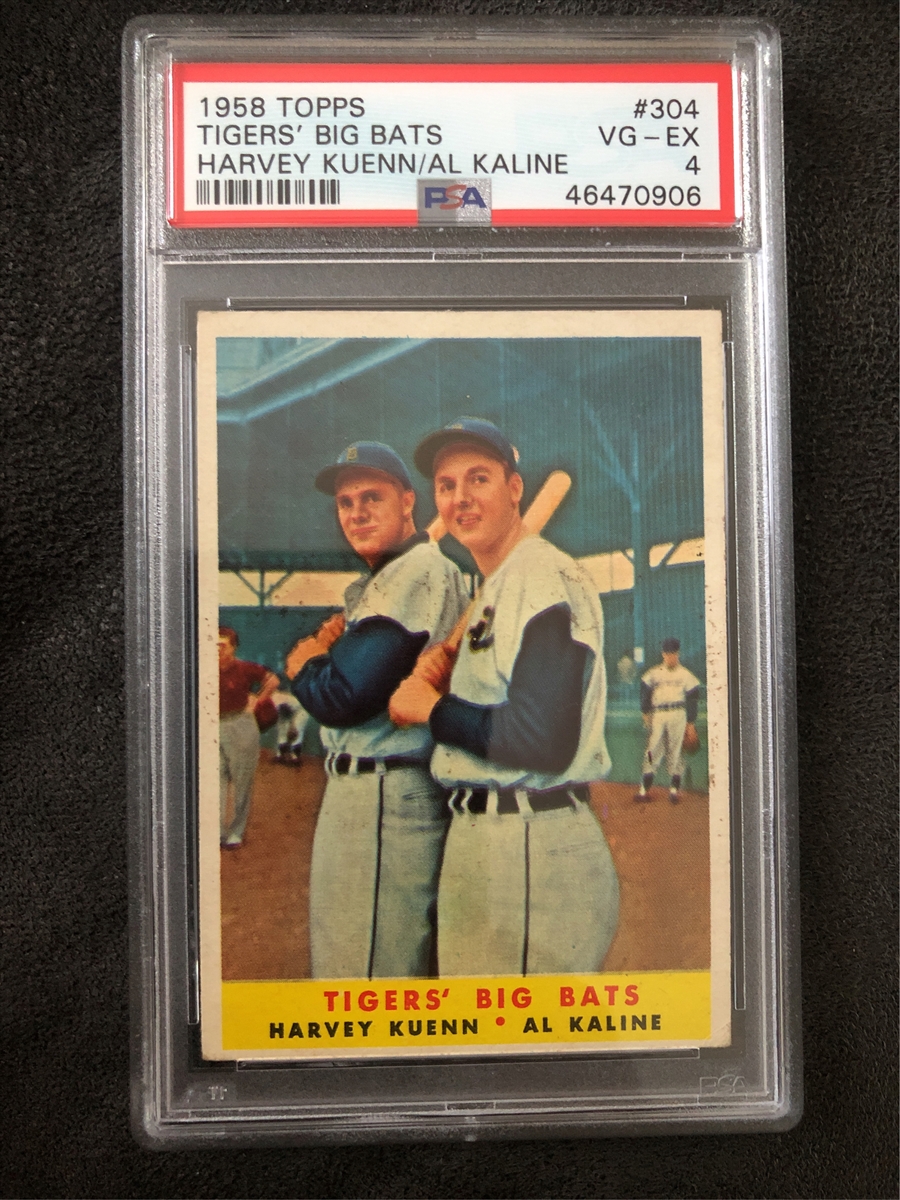 1958 TOPPS #304
TIGERS' BIG BATS VG – EX
HARVEY KUENN/AL KALINE 4
PSA 46470906
TIGERS' BIG BATS
HARVEY KUENN • AL KALINE
PSA